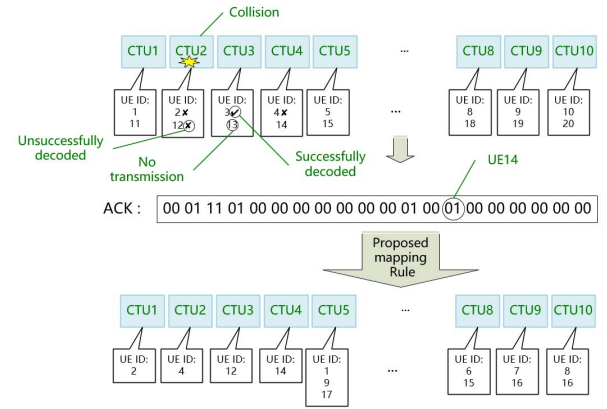 Collision
CTU1 CTU2 CTU3 CTU4 CTU5 ... CTU8 CTU9 CTU10
UE ID:
1
11
UE ID:
2 ✘
12 ✘
UE ID:
3 ✔
13
UE ID:
4 ✘
14
UE ID:
5
15
...
UE ID:
8
18
UE ID:
9
19
UE ID:
10
20
Unsuccessfully
decoded
No
transmission
Successfully
decoded
UE14
ACK : 00 01 11 01 00 00 00 00 00 00 00 01 00 01 00 00 00 00 00 00
Proposed
mapping
Rule
CTU1 CTU2 CTU3 CTU4 CTU5 ... CTU8 CTU9 CTU10
UE ID:
2
UE ID:
4
UE ID:
12
UE ID:
14
UE ID:
1
9
17
...
UE ID:
6
15
UE ID:
7
16
UE ID:
8
16